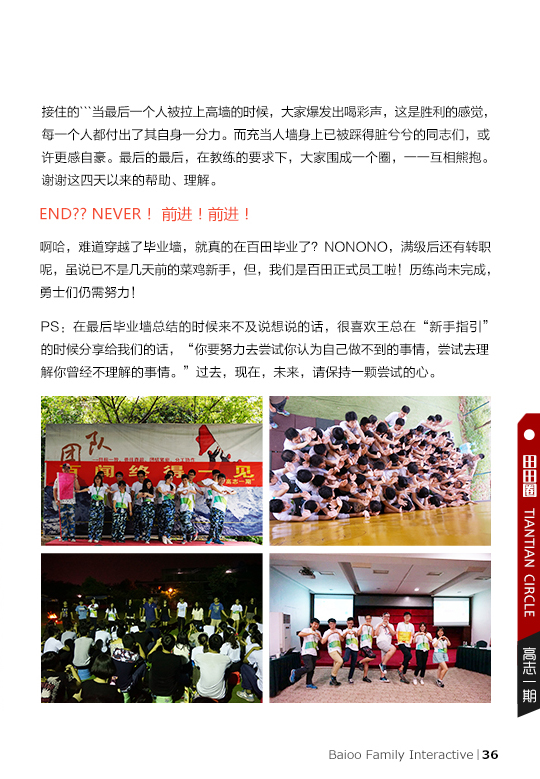 接住的```当最后一个人被拉上高墙的时候，大家爆发出喝彩声，这是胜利的感觉，
每一个人都付出了其自身一分力。而充当人墙身上已被踩得脏兮兮的同志们，或
许更感自豪。最后的最后，在教练的要求下，大家围成一个圈，一一互相熊抱。
谢谢这四天以来的帮助、理解。
END?? NEVER！ 前进！前进！
啊哈，难道穿越了毕业墙，就真的在百田毕业了？NONONO，满级后还有转职
呢，虽说已不是几天前的菜鸡新手，但，我们是百田正式员工啦！历练尚未完成，
勇士们仍需努力！
PS：在最后毕业墙总结的时候来不及说想说的话，很喜欢王总在“新手指引”
的时候分享给我们的话，“你要努力去尝试你认为自己做不到的事情，尝试去理
解你曾经不理解的事情。”过去，现在，未来，请保持一颗尝试的心。
团队
百闻终得一见
高志一期”
田田圈 TIANTIAN CIRCLE
高志一期
Baioo Family Interactive|36